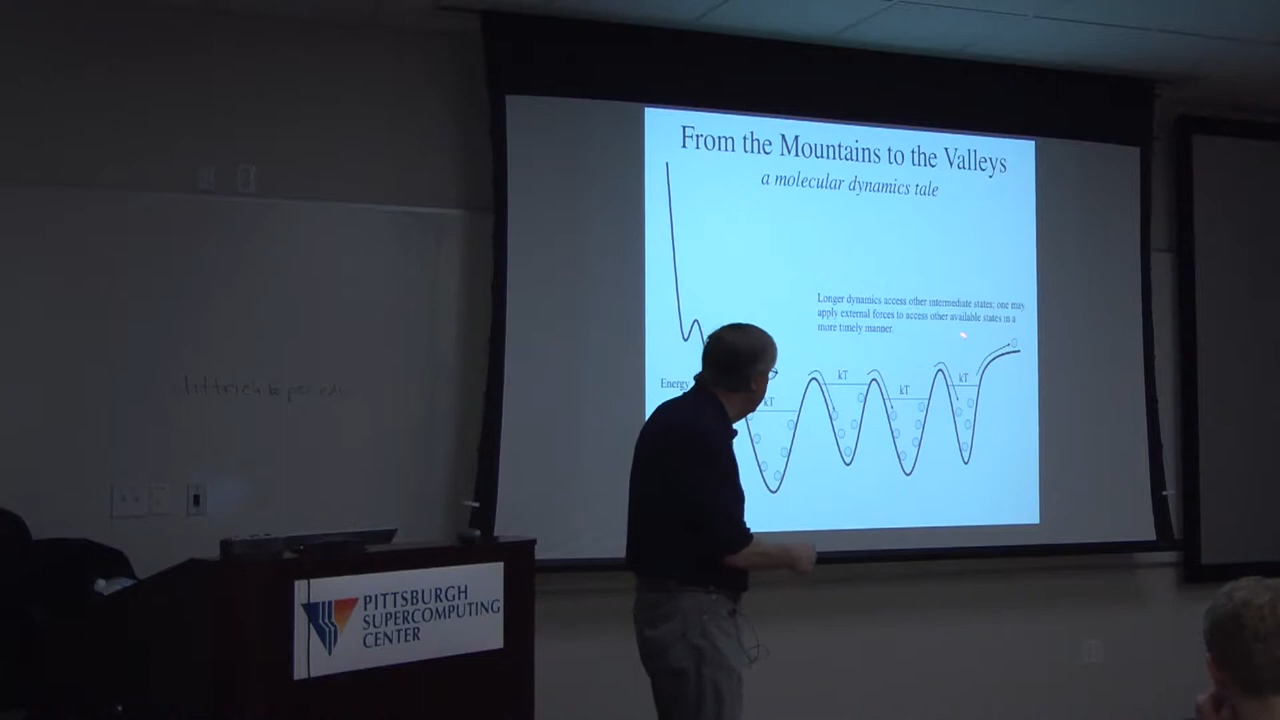 From the Mountains to the Valleys
a molecular dynamics tale
Longer dynamics access other intermediate states; one may
apply external forces to access other available states in a
more timely manner.
Energy
kT
kT
kT
kT
PITTSBURGH
SUPERCOMPUTING
CENTER